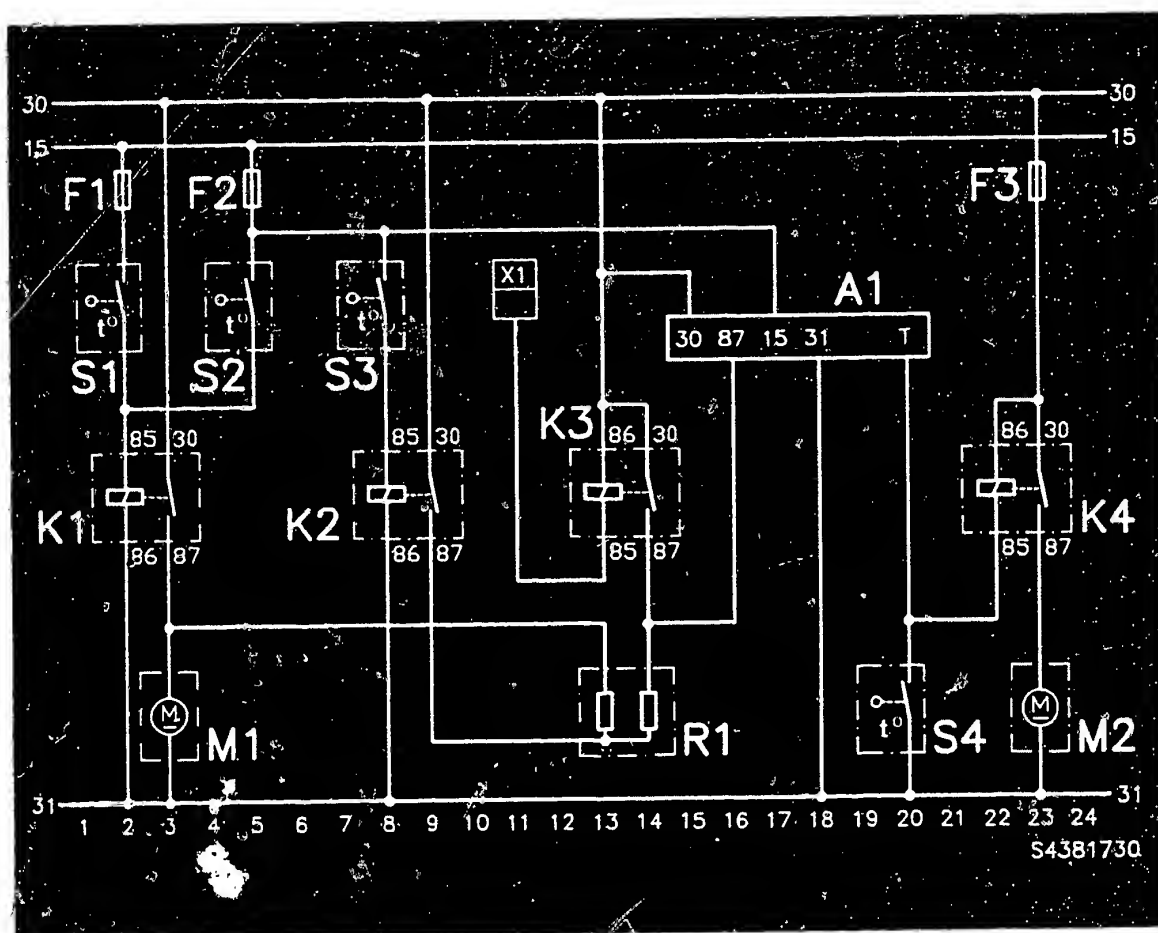 30 30
15 15
F1 F2 F3
X1
A1
t° t° t°
30 87 15 31 T
S1 S2 S3
K3
85 30 85 30 86 30 86 30
K1 K2 K4
86 87 86 87 85 87 85 87
M M
t°
M1 R1 S4 M2
31 31
1 2 3 4 5 6 7 8 9 10 11 12 13 14 15 16 17 18 19 20 21 22 23 24
S4381730